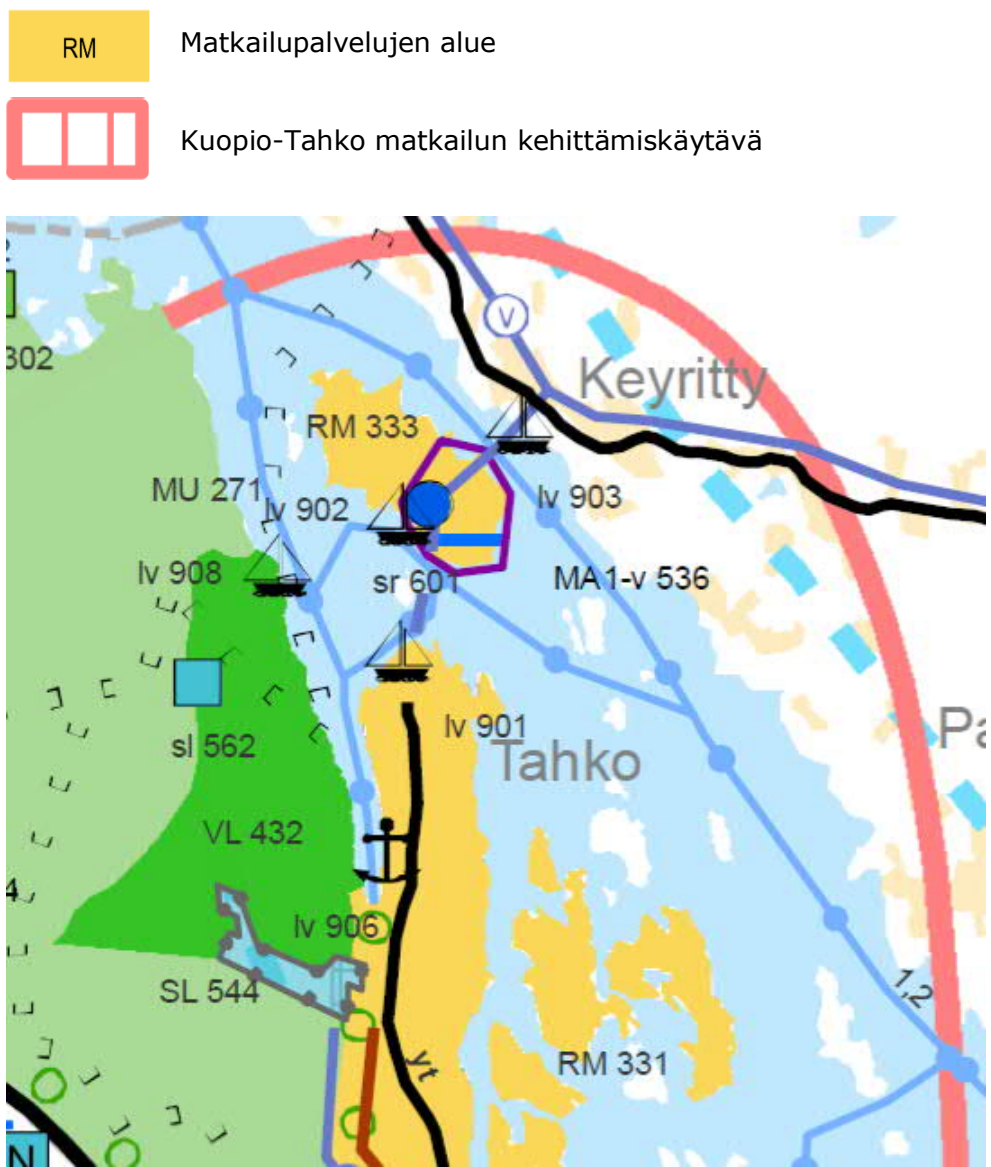 RM Matkailupalvelujen alue
Kuopio-Tahko matkailun kehittämiskäytävä
V
302
Keyritty
RM 333
MU 271
lv 902
lv 903
lv 908
sr 601
MA1-v 536
sl 562
lv 901
Tahko
VL 432
lv 906
SL 544
1,2
RM 331
yt
N